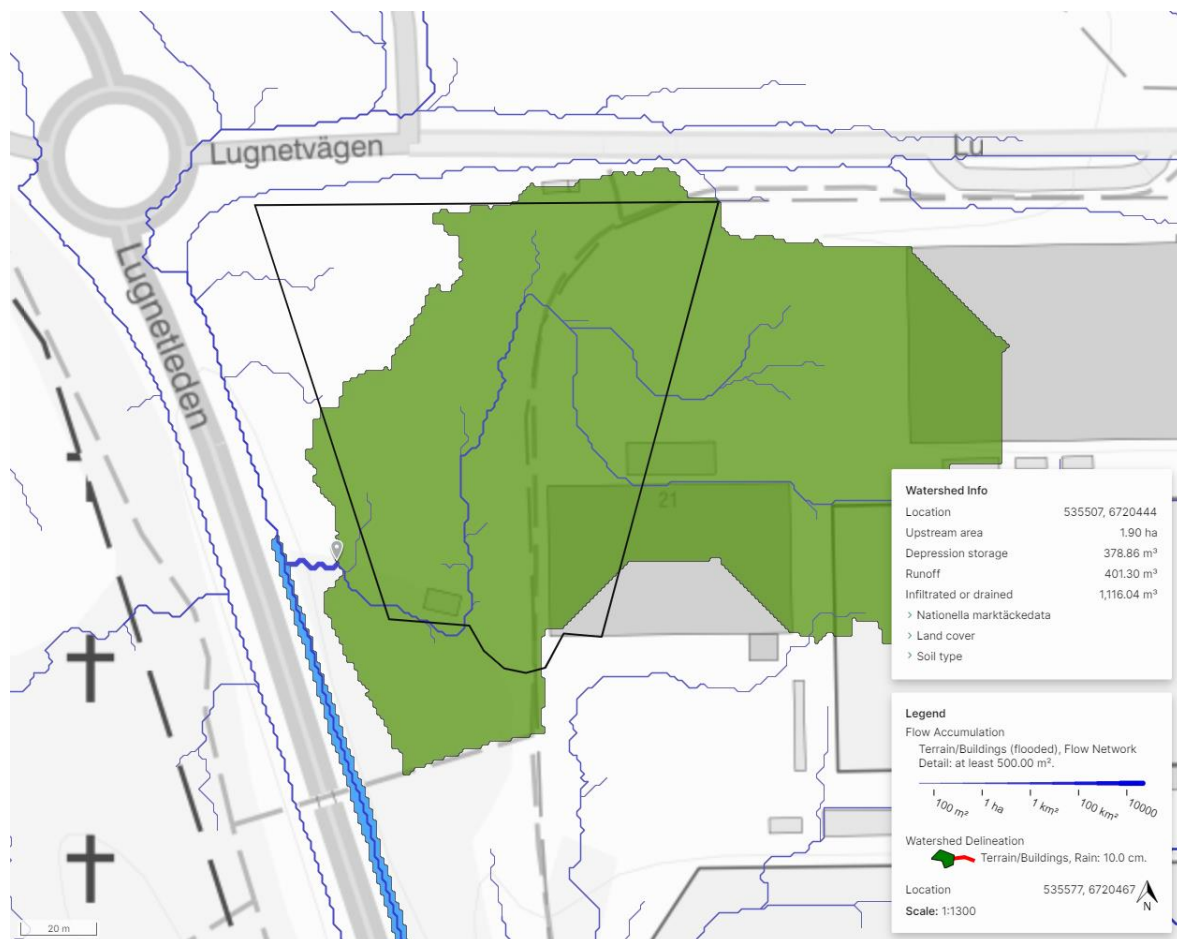 Lugnetvägen
Lu
Lugnetleden
21
Watershed Info
Location 535507, 6720444
Upstream area 1.90 ha
Depression storage 378.86 m³
Runoff 401.30 m³
Infiltrated or drained 1,116.04 m³
> Nationella marktäckedata
> Land cover
> Soil type
Legend
Flow Accumulation
Terrain/Buildings (flooded), Flow Network
Detail: at least 500.00 m².
100 m² 1 ha 1 km² 100 km² 10000
Watershed Delineation
Terrain/Buildings, Rain: 10.0 cm.
Location 535577, 6720467
Scale: 1:1300
N
20 m